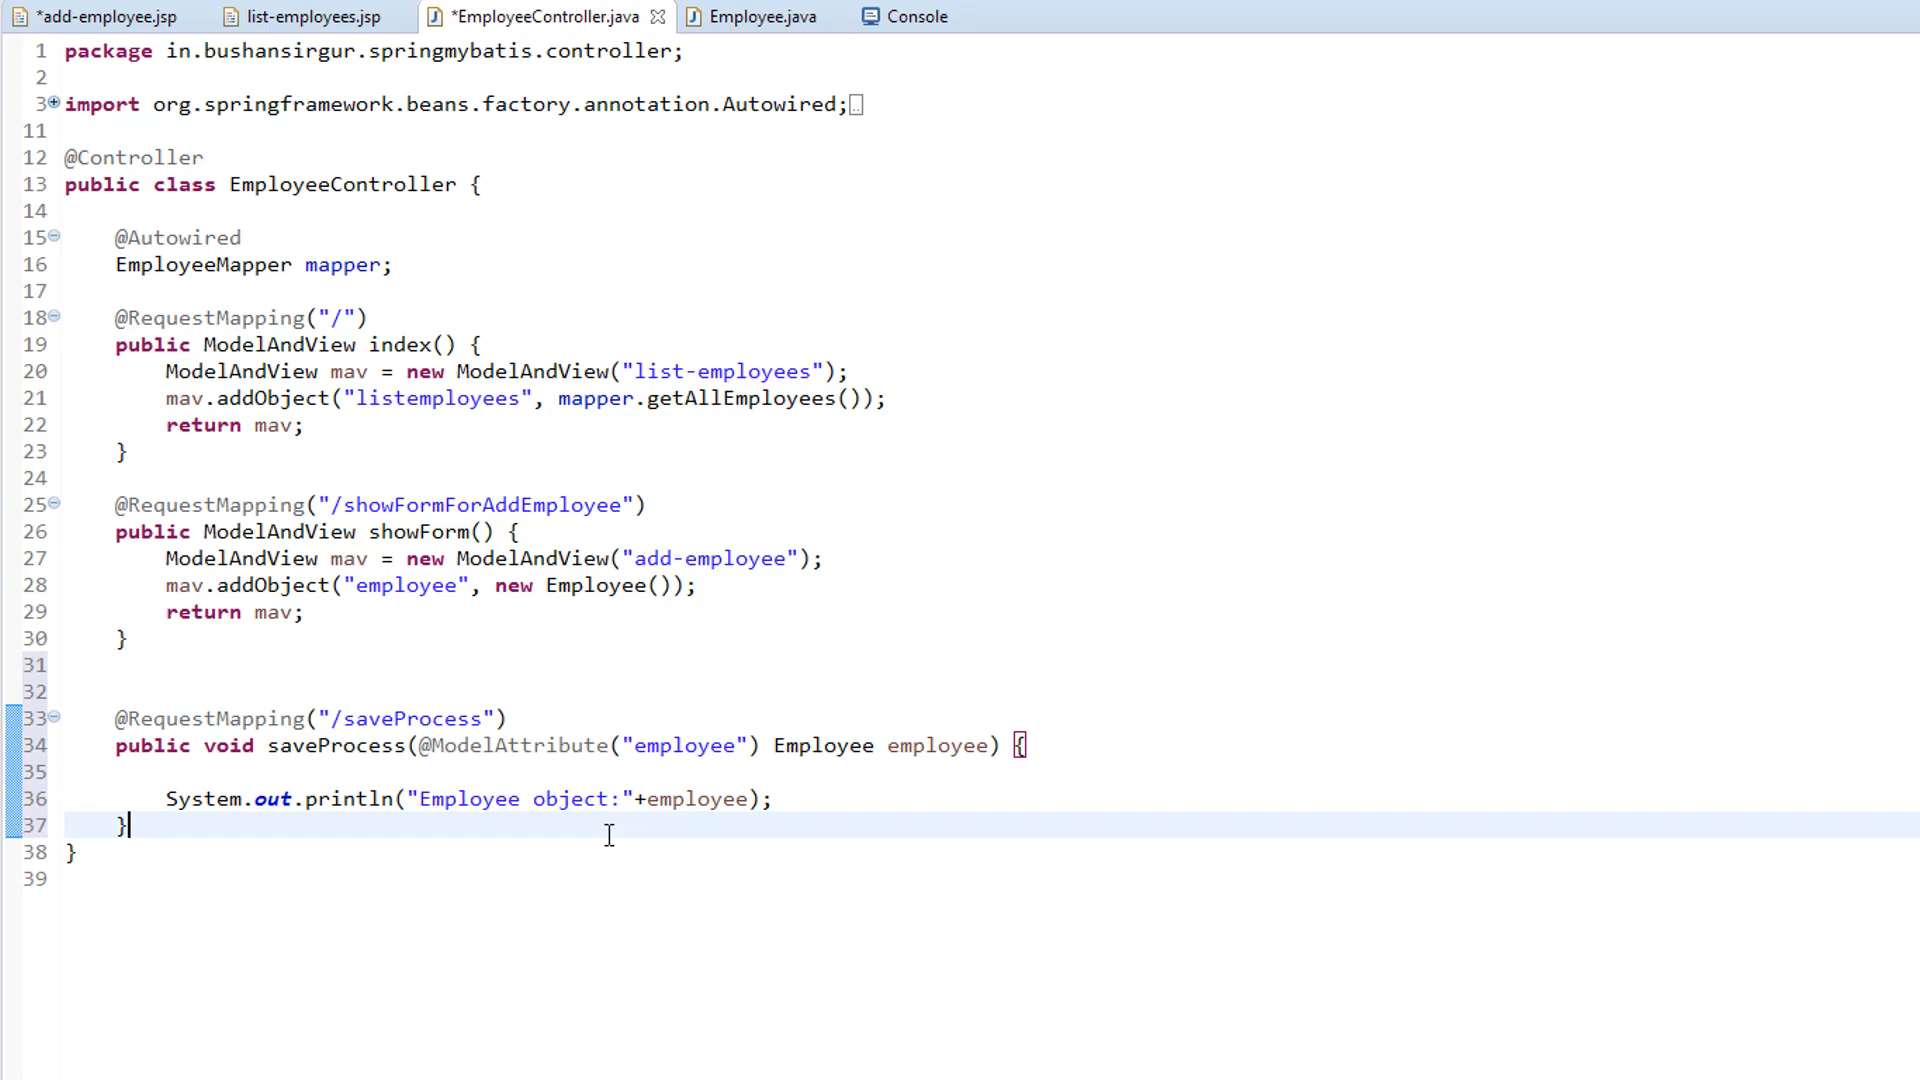 *add-employee.jsp list-employees.jsp *EmployeeController.java Employee.java Console
1 package in.bushansirgur.springmybatis.controller;
2
3 import org.springframework.beans.factory.annotation.Autowired;
11
12 @Controller
13 public class EmployeeController {
14
15 @Autowired
16 EmployeeMapper mapper;
17
18 @RequestMapping("/")
19 public ModelAndView index() {
20 ModelAndView mav = new ModelAndView("list-employees");
21 mav.addObject("listemployees", mapper.getAllEmployees());
22 return mav;
23 }
24
25 @RequestMapping("/showFormForAddEmployee")
26 public ModelAndView showForm() {
27 ModelAndView mav = new ModelAndView("add-employee");
28 mav.addObject("employee", new Employee());
29 return mav;
30 }
31
32
33 @RequestMapping("/saveProcess")
34 public void saveProcess(@ModelAttribute("employee") Employee employee) {
35
36 System.out.println("Employee object:"+employee);
37 }
38 }
39